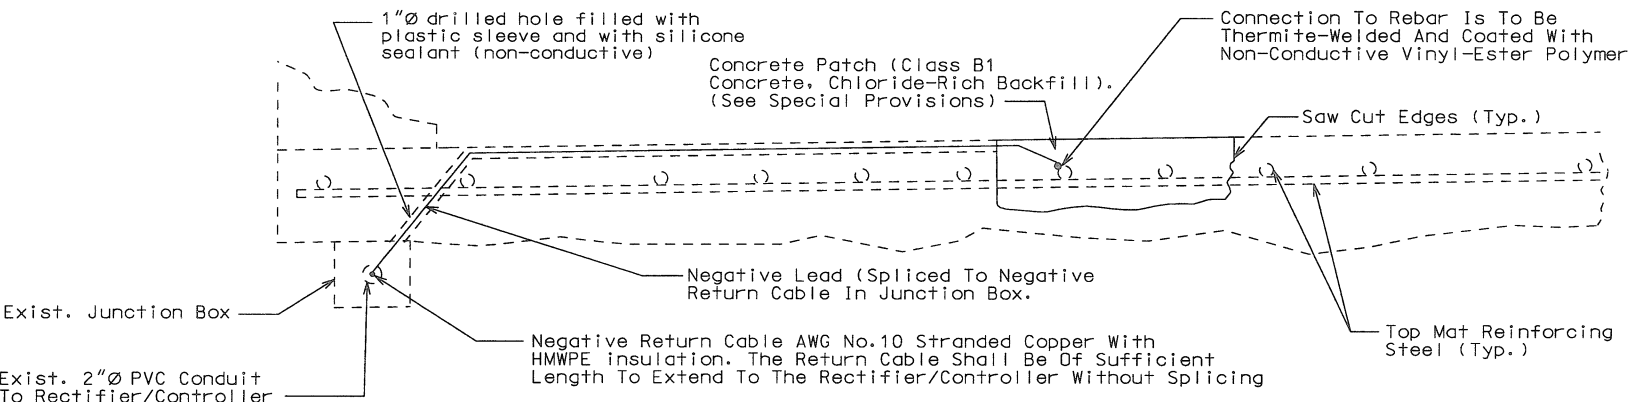 1"Ø drilled hole filled with
plastic sleeve and with silicone
sealant (non-conductive)
Concrete Patch (Class B1
Concrete, Chloride-Rich Backfill).
(See Special Provisions)
Connection To Rebar Is To Be
Thermite-Welded And Coated With
Non-Conductive Vinyl-Ester Polymer
Saw Cut Edges (Typ.)
Negative Lead (Spliced To Negative
Return Cable In Junction Box.
Exist. Junction Box
Negative Return Cable AWG No.10 Stranded Copper With
HMWPE insulation. The Return Cable Shall Be Of Sufficient
Length To Extend To The Rectifier/Controller Without Splicing
Top Mat Reinforcing
Steel (Typ.)
Exist. 2"Ø PVC Conduit
To Rectifier/Controller